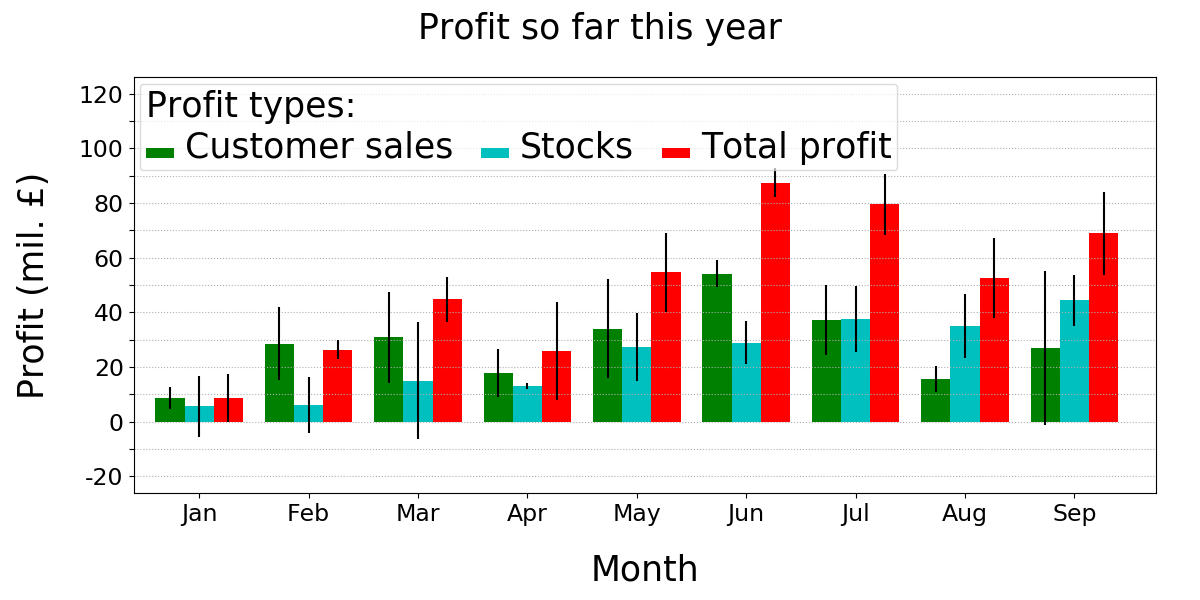 Profit so far this year
Profit (mil. £)
120
100
80
60
40
20
0
-20
Profit types:
Customer sales Stocks Total profit
Jan Feb Mar Apr May Jun Jul Aug Sep
Month